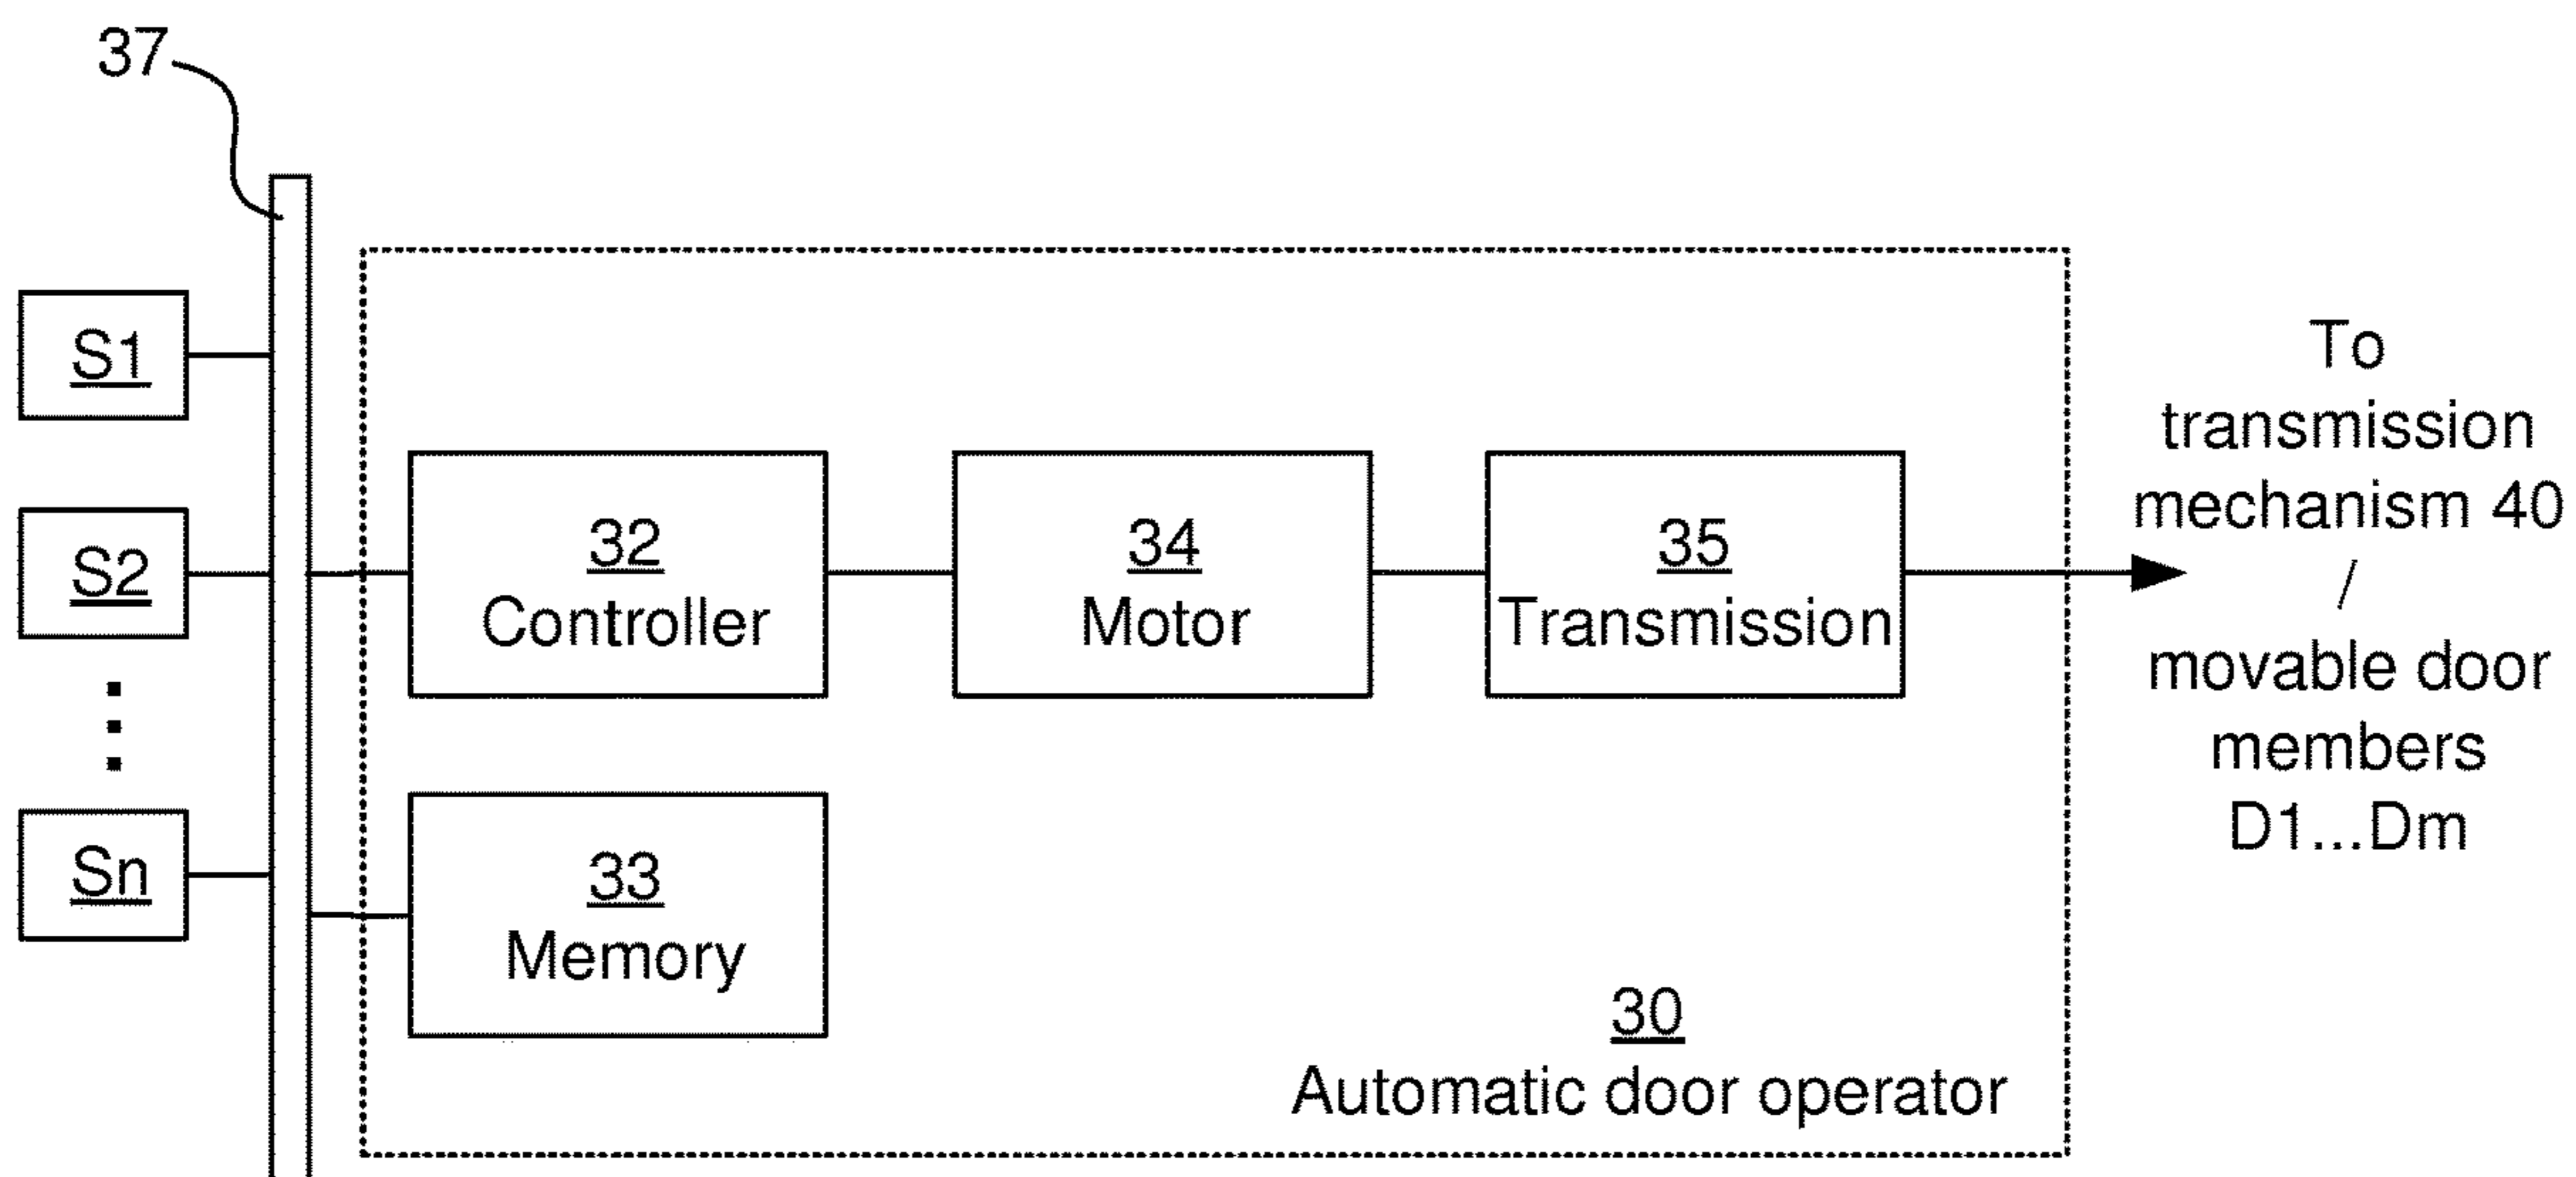 37
S1
S2
Sn
32
Controller
34
Motor
35
Transmission
33
Memory
30
Automatic door operator
To
transmission
mechanism 40
/
movable door
members
D1...Dm